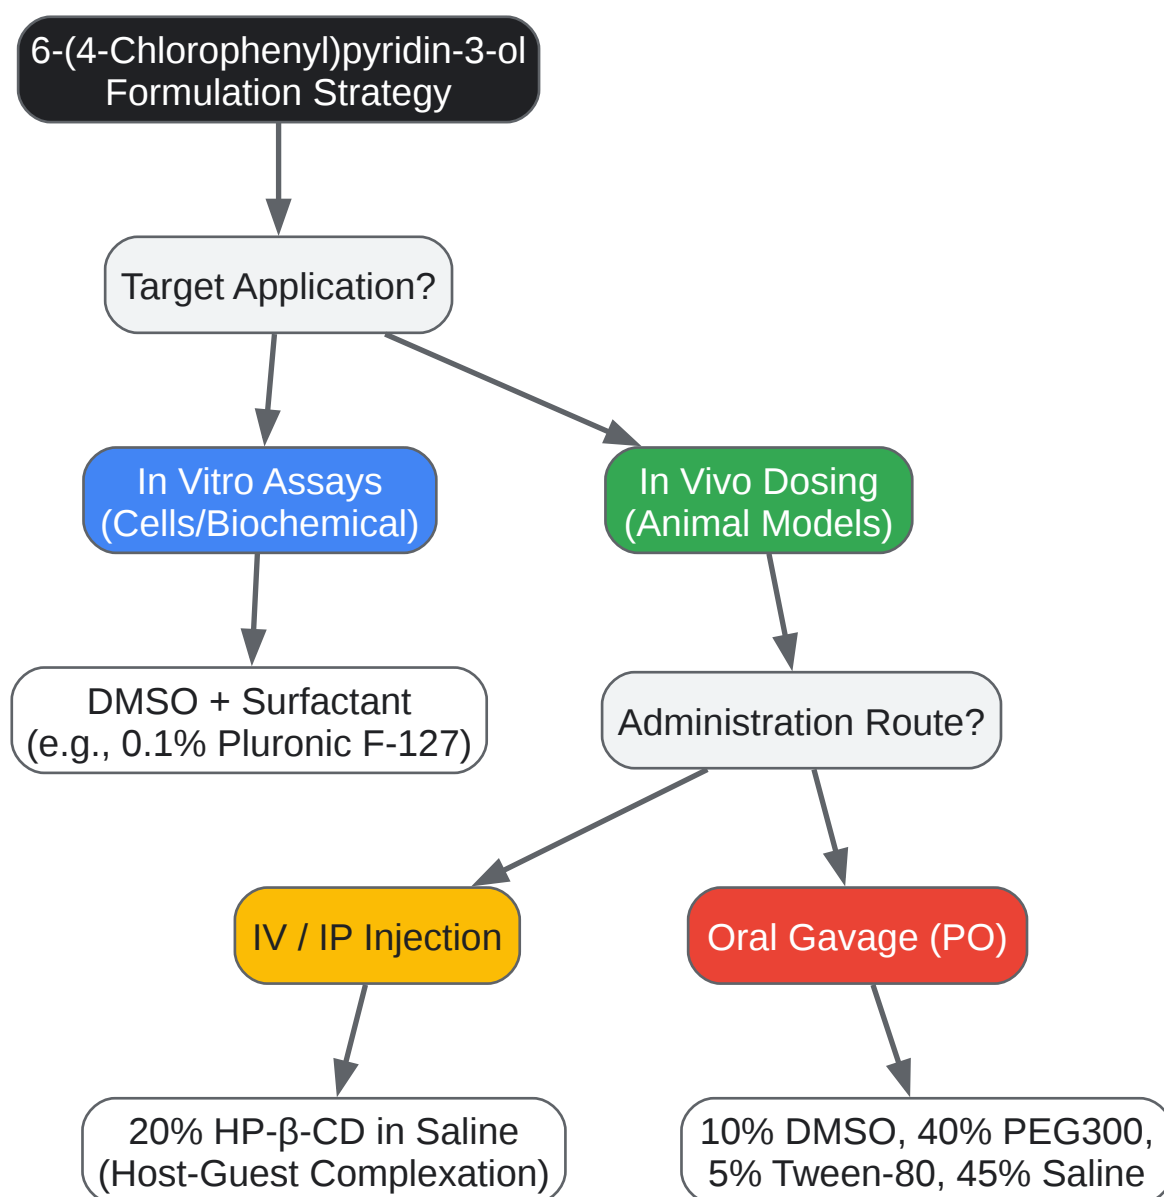 6-(4-Chlorophenyl)pyridin-3-ol
Formulation Strategy
Target Application?
In Vitro Assays
(Cells/Biochemical)
In Vivo Dosing
(Animal Models)
DMSO + Surfactant
(e.g., 0.1% Pluronic F-127)
Administration Route?
IV / IP Injection
Oral Gavage (PO)
20% HP-β-CD in Saline
(Host-Guest Complexation)
10% DMSO, 40% PEG300,
5% Tween-80, 45% Saline